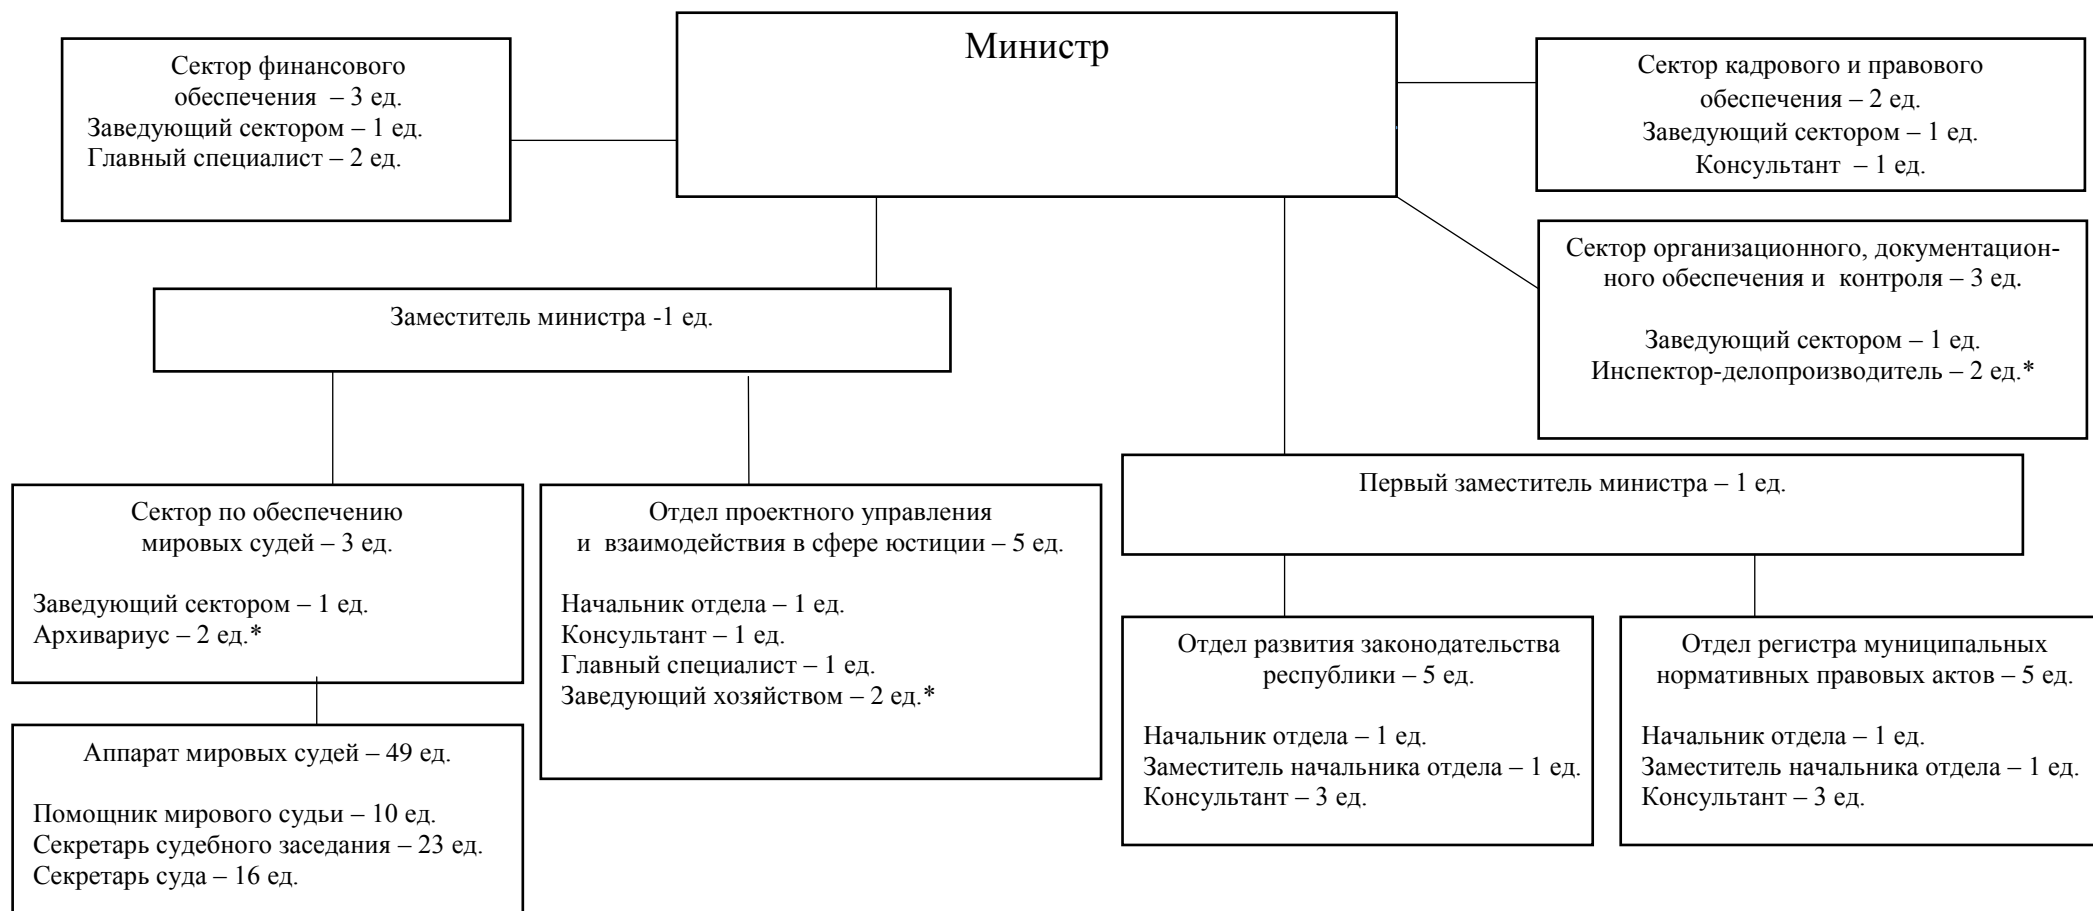 Министр
Сектор финансового
обеспечения – 3 ед.
Заведующий сектором – 1 ед.
Главный специалист – 2 ед.
Сектор кадрового и правового
обеспечения – 2 ед.
Заведующий сектором – 1 ед.
Консультант – 1 ед.
Сектор организационного, документацион-
ного обеспечения и контроля – 3 ед.
Заведующий сектором – 1 ед.
Инспектор-делопроизводитель – 2 ед.*
Заместитель министра -1 ед.
Первый заместитель министра – 1 ед.
Сектор по обеспечению
мировых судей – 3 ед.
Заведующий сектором – 1 ед.
Архивариус – 2 ед.*
Отдел проектного управления
и взаимодействия в сфере юстиции – 5 ед.
Начальник отдела – 1 ед.
Консультант – 1 ед.
Главный специалист – 1 ед.
Заведующий хозяйством – 2 ед.*
Отдел развития законодательства
республики – 5 ед.
Начальник отдела – 1 ед.
Заместитель начальника отдела – 1 ед.
Консультант – 3 ед.
Отдел регистра муниципальных
нормативных правовых актов – 5 ед.
Начальник отдела – 1 ед.
Заместитель начальника отдела – 1 ед.
Консультант – 3 ед.
Аппарат мировых судей – 49 ед.
Помощник мирового судьи – 10 ед.
Секретарь судебного заседания – 23 ед.
Секретарь суда – 16 ед.